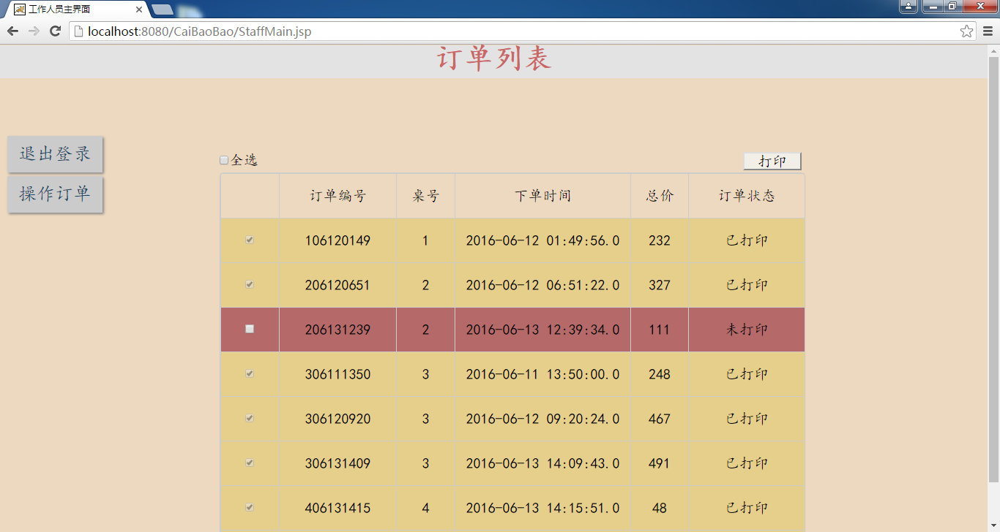 工作人员主界面
localhost:8080/CaiBaoBao/StaffMain.jsp
订单列表
退出登录
操作订单
全选 打印
订单编号 桌号 下单时间 总价 订单状态
106120149 1 2016-06-12 01:49:56.0 232 已打印
206120651 2 2016-06-12 06:51:22.0 327 已打印
206131239 2 2016-06-13 12:39:34.0 111 未打印
306111350 3 2016-06-11 13:50:00.0 248 已打印
306120920 3 2016-06-12 09:20:24.0 467 已打印
306131409 3 2016-06-13 14:09:43.0 491 已打印
406131415 4 2016-06-13 14:15:51.0 48 已打印